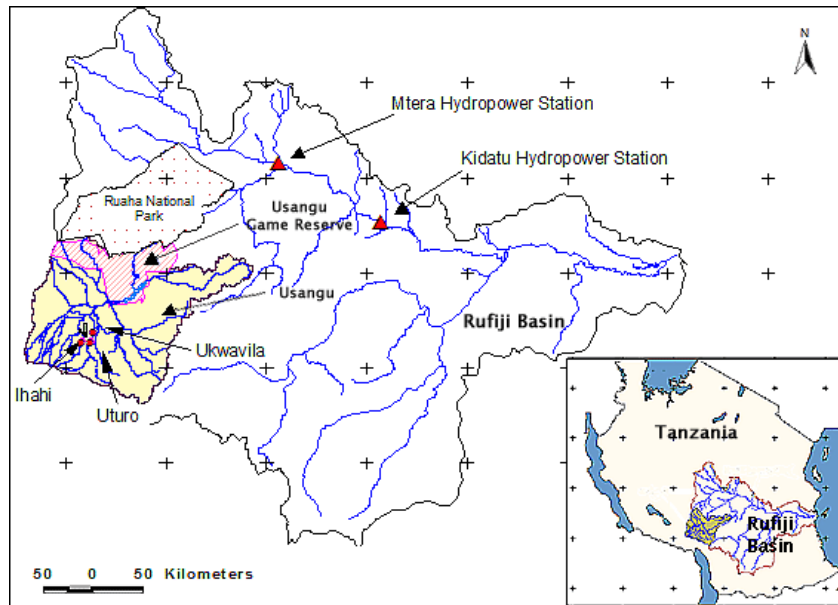 N
Mtera Hydropower Station
Kidatu Hydropower Station
Ruaha National
Park
Usangu
Game Reserve
Usangu
Rufiji Basin
Ukwavila
Ihahi
Uturo
Tanzania
Rufiji
Basin
50 0 50 Kilometers